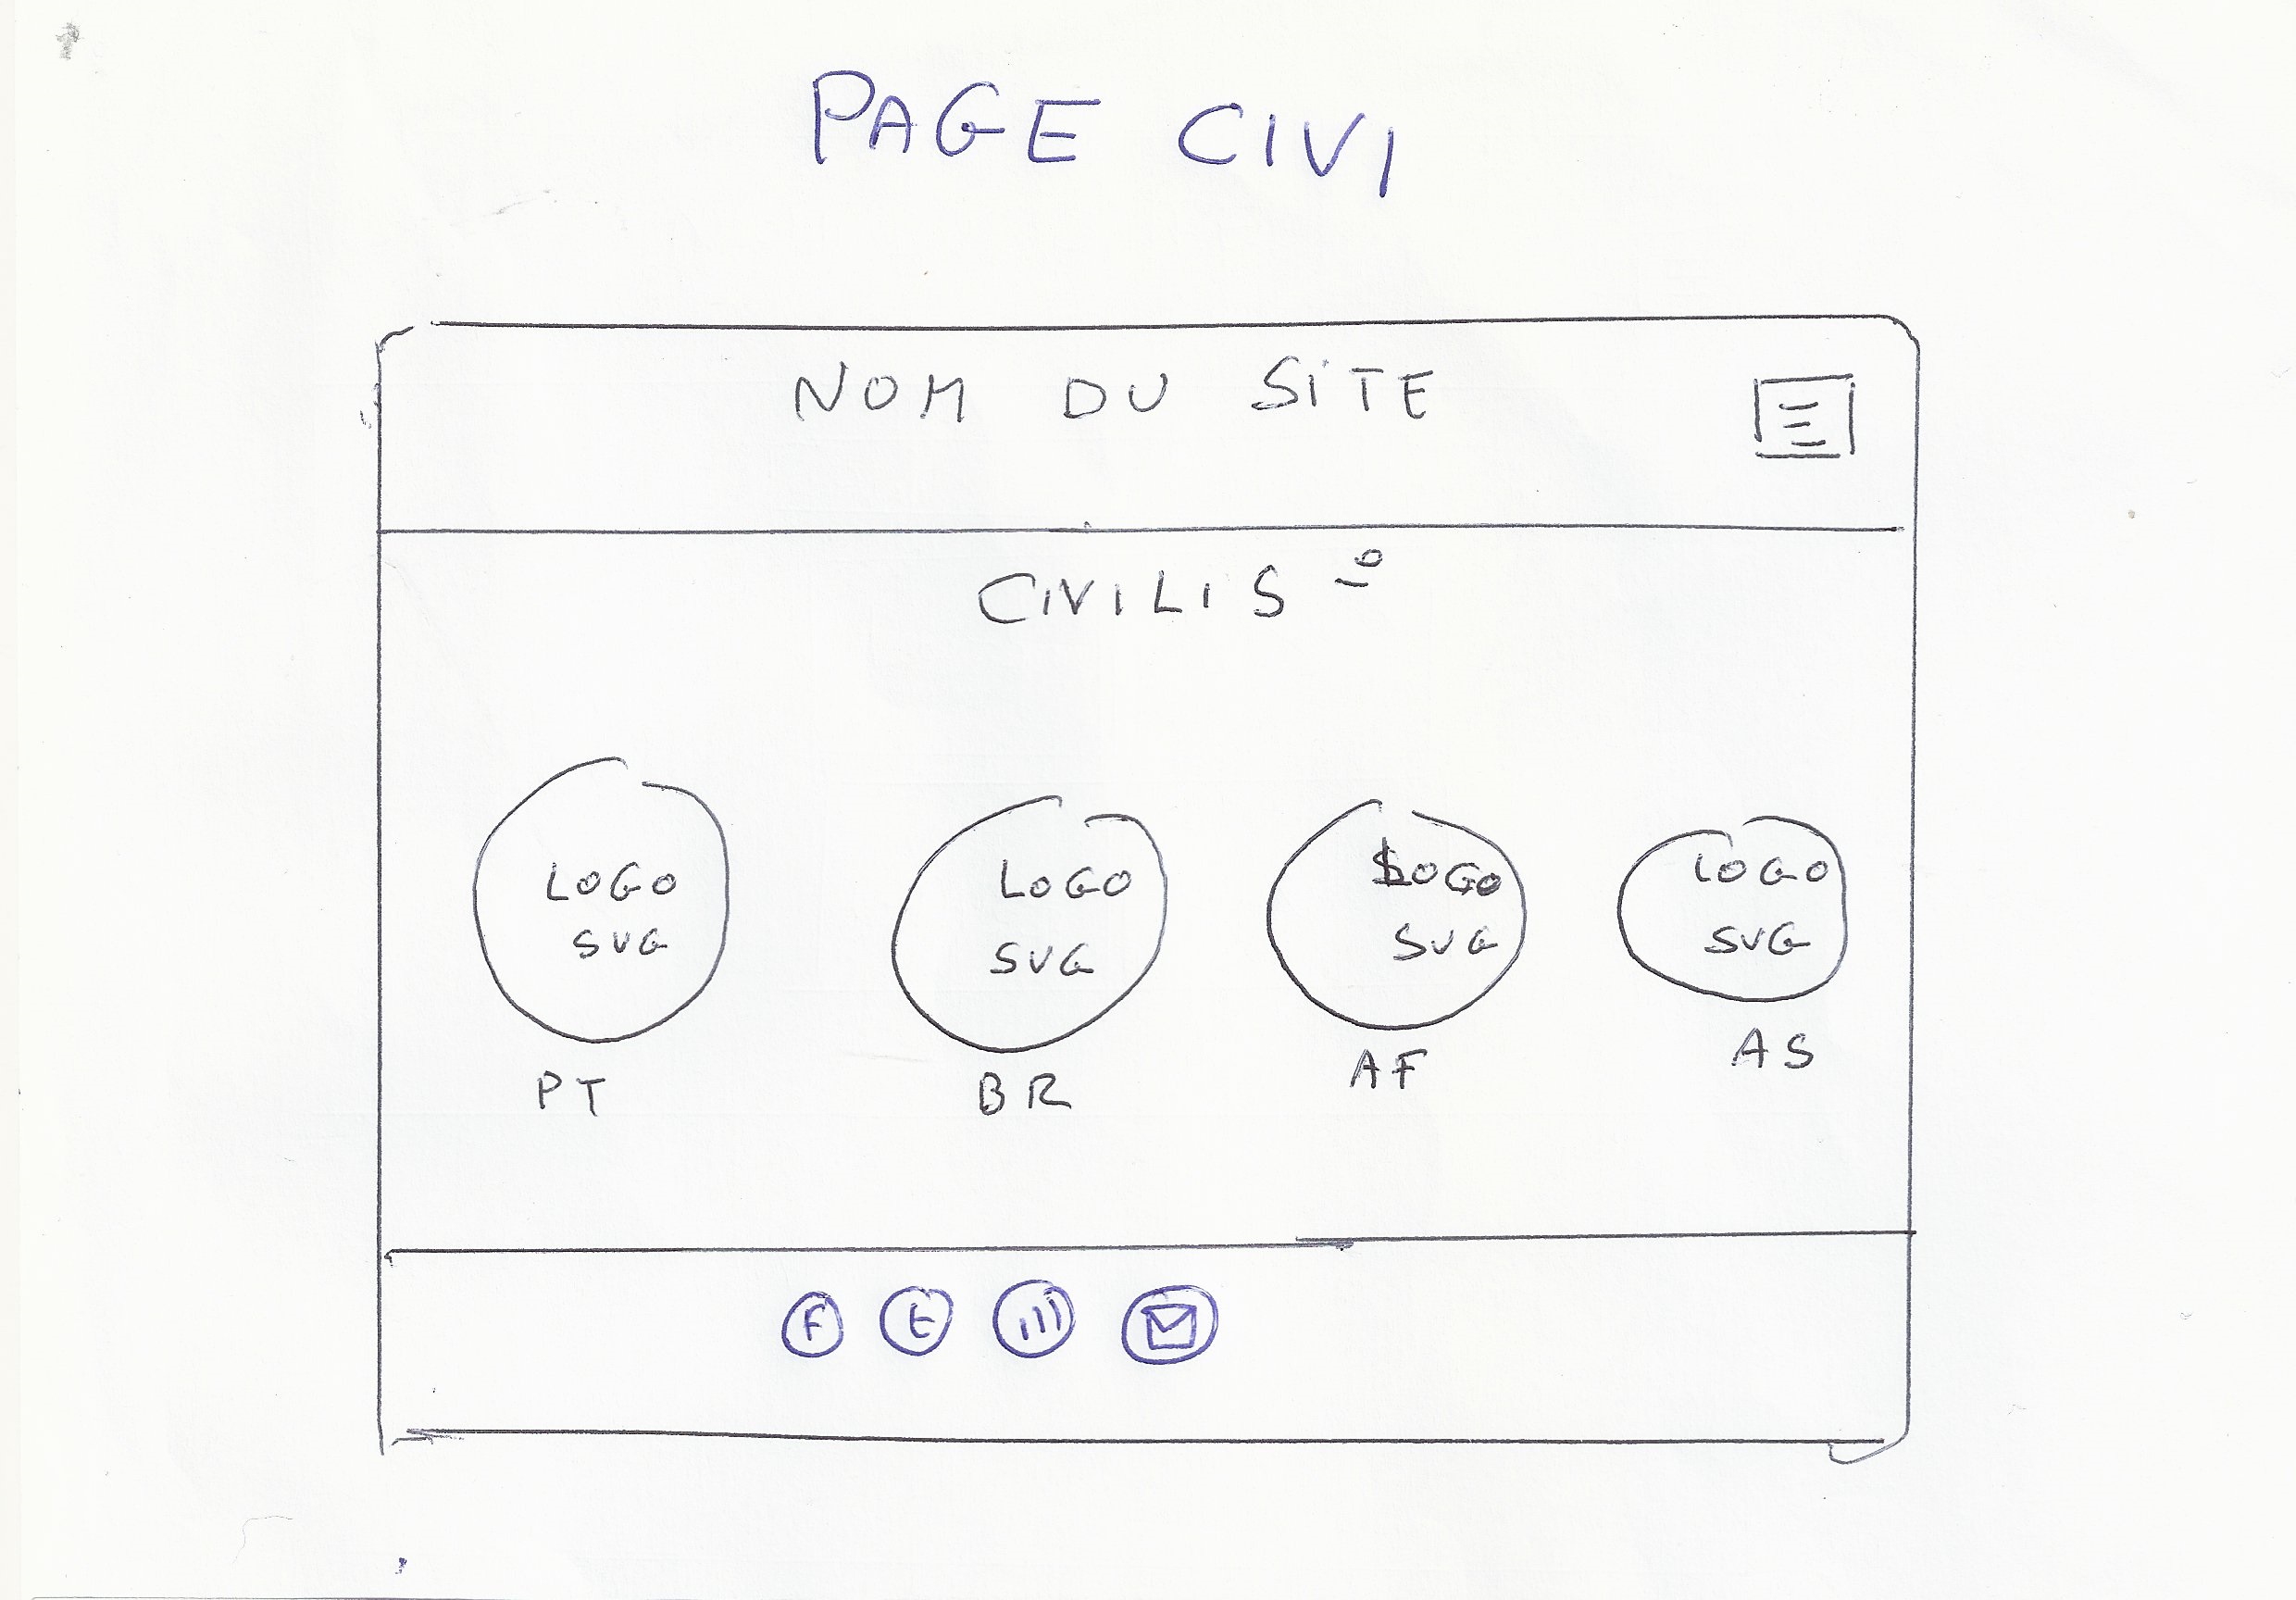 PAGE CIVI
NOM DU SiTE
CIVILIS °
LOGO LOGO LOGO LOGO
SVG SVG SVG SVG
PT BR AF AS
F t